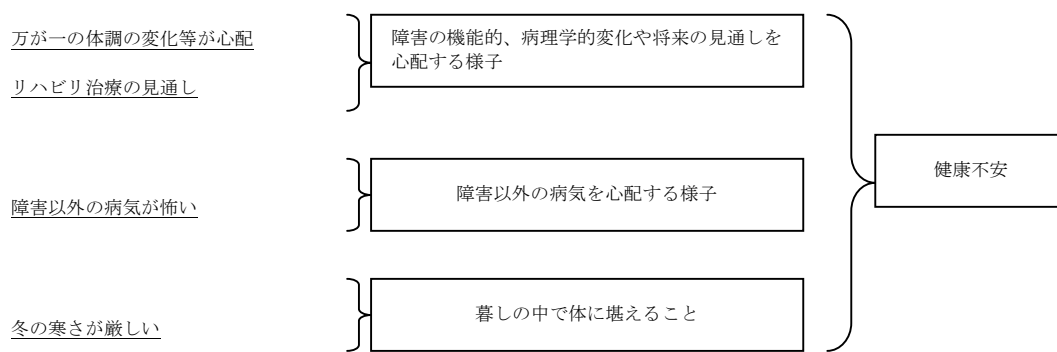 万が一の体調の変化等が心配
リハビリ治療の見通し
障害の機能的、病理学的変化や将来の見通しを
心配する様子
障害以外の病気が怖い
障害以外の病気を心配する様子
冬の寒さが厳しい
暮しの中で体に堪えること
健康不安